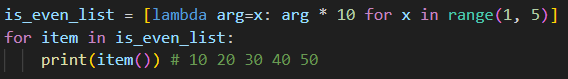 is_even_list = [lambda arg=x: arg * 10 for x in range(1, 5)]
for item in is_even_list:
    print(item()) # 10 20 30 40 50